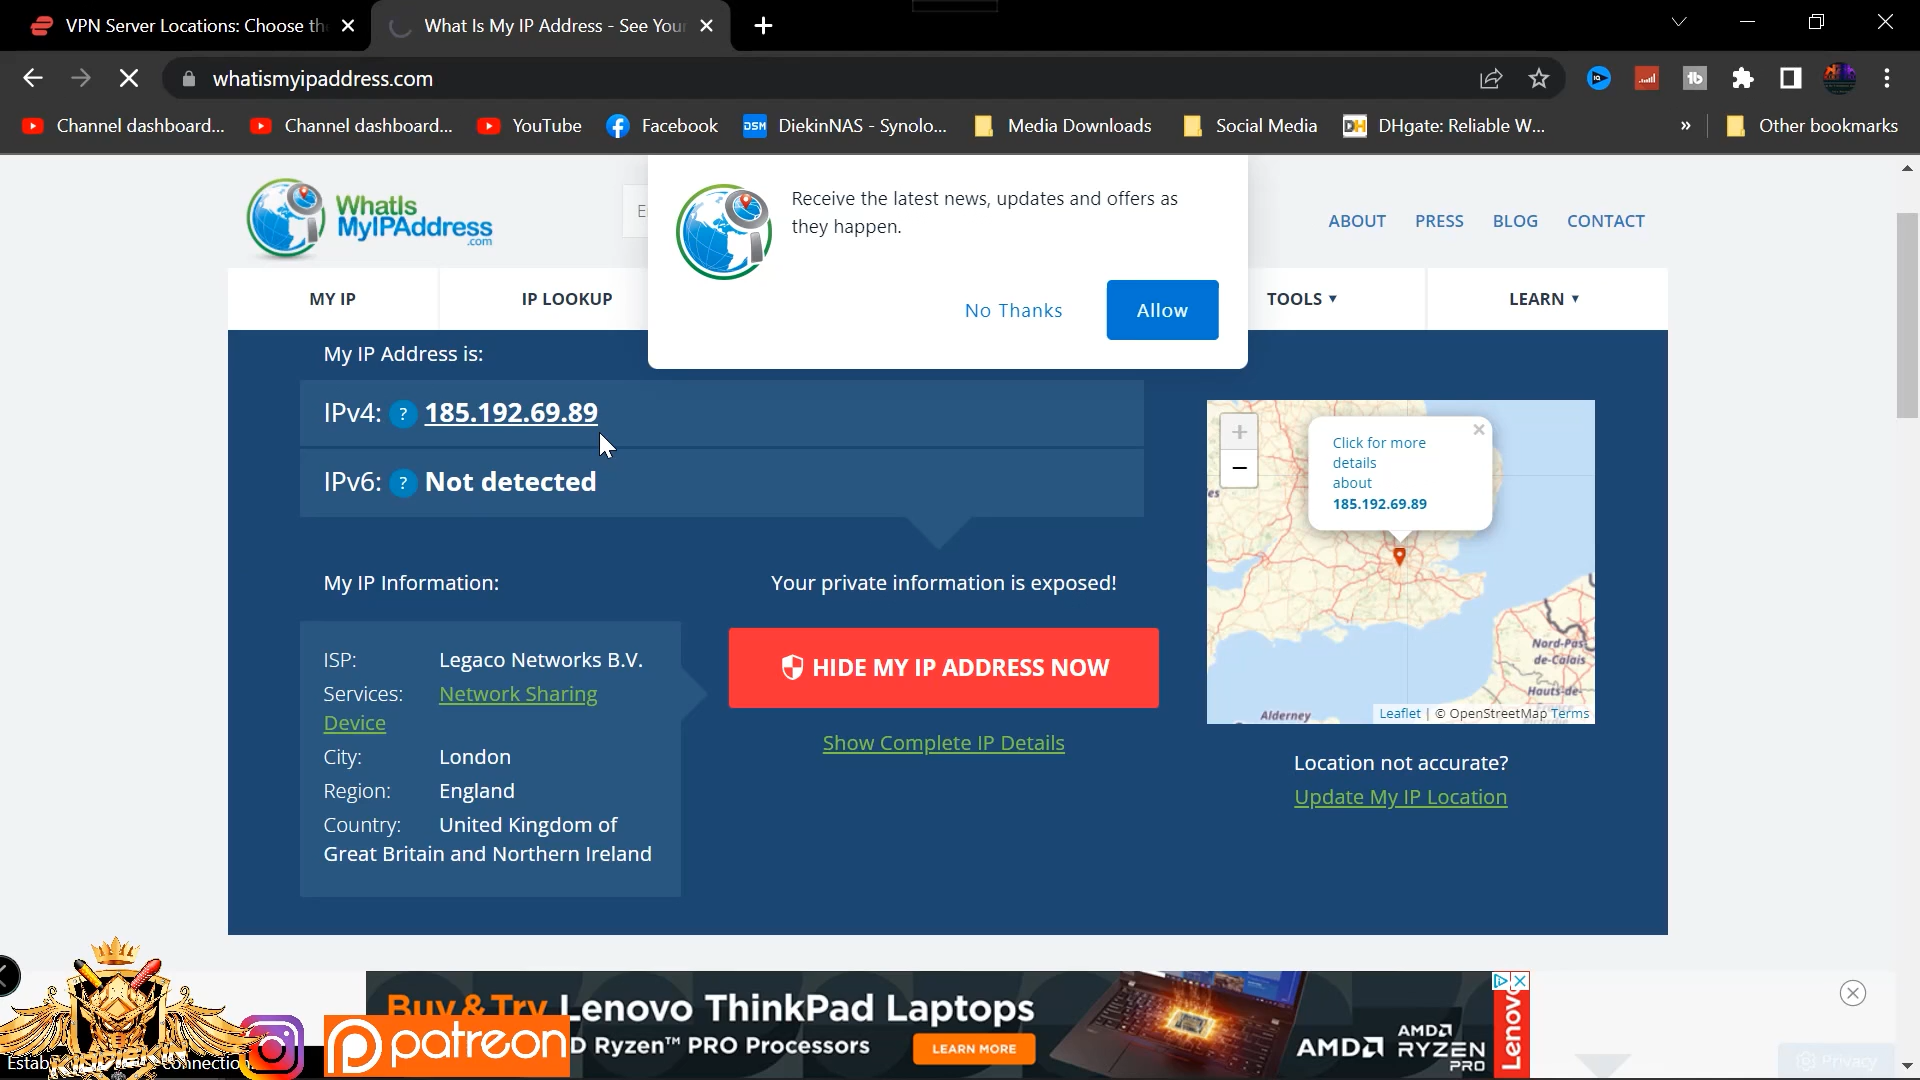 VPN Server Locations: Choose th
What Is My IP Address - See You
whatismyipaddress.com
Channel dashboard...
Channel dashboard...
YouTube
Facebook
DSM
DiekinNAS - Synolo...
Media Downloads
Social Media
DH
DHgate: Reliable W...
»
Other bookmarks
WhatIs
MyIPAddress
.com
Receive the latest news, updates and offers as
they happen.
No Thanks
Allow
ABOUT
PRESS
BLOG
CONTACT
MY IP
IP LOOKUP
TOOLS
LEARN
My IP Address is:
IPv4: ? 185.192.69.89
IPv6: ? Not detected
My IP Information:
ISP: Legaco Networks B.V.
Services: Network Sharing
Device
City: London
Region: England
Country: United Kingdom of
Great Britain and Northern Ireland
Your private information is exposed!
HIDE MY IP ADDRESS NOW
Show Complete IP Details
+
−
Click for more
details
about
185.192.69.89
Nord-Pas-
de-Calais
Hauts-de-
Alderney
Leaflet | © OpenStreetMap Terms
Location not accurate?
Update My IP Location
Buy & Try Lenovo ThinkPad Laptops
D Ryzen™ PRO Processors
LEARN MORE
AMD
RYZEN
PRO
Lenovo
patreon
Privacy